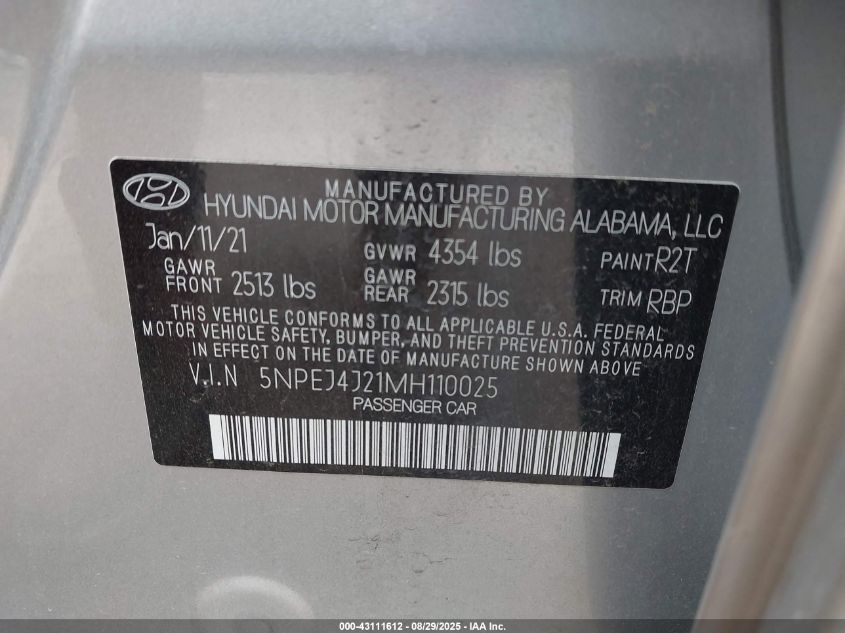 MANUFACTURED BY
HYUNDAI MOTOR MANUFACTURING ALABAMA, LLC
Jan/11/21 GVWR 4354 lbs PAINT R2T
GAWR FRONT 2513 lbs GAWR REAR 2315 lbs TRIM RBP
THIS VEHICLE CONFORMS TO ALL APPLICABLE U.S.A. FEDERAL
MOTOR VEHICLE SAFETY, BUMPER, AND THEFT PREVENTION STANDARDS
IN EFFECT ON THE DATE OF MANUFACTURE SHOWN ABOVE
V.I.N 5NPEJ4J21MH110025
PASSENGER CAR
000-43111612 - 08/29/2025 - IAA Inc.